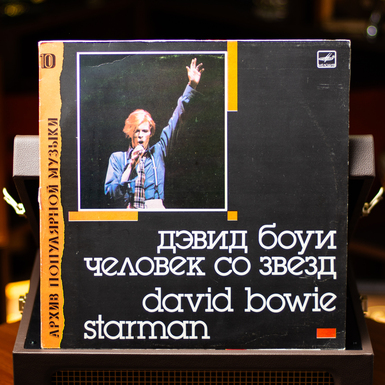 10
АРХИВ ПОПУЛЯРНОЙ МУЗЫКИ
дэвид боуи
человек со звезд
david bowie
starman